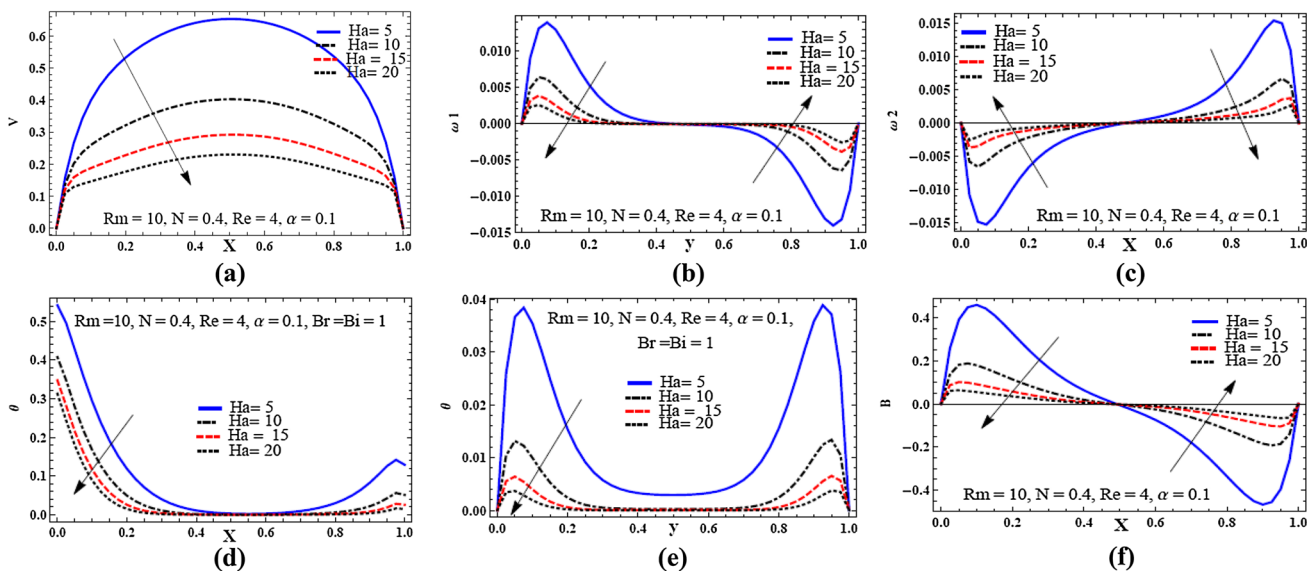 Ha= 5
Ha= 10
Ha = 15
Ha= 20
V
0.6
0.5
0.4
0.3
0.2
0.1
0.0
Rm = 10, N = 0.4, Re = 4, α = 0.1
0.0 0.2 0.4 0.6 0.8 1.0
X
(a)
Ha= 5
Ha= 10
Ha = 15
Ha= 20
ω 1
0.010
0.005
0.000
−0.005
−0.010
−0.015
Rm = 10, N = 0.4, Re = 4, α = 0.1
0.0 0.2 0.4 0.6 0.8 1.0
y
(b)
Ha= 5
Ha= 10
Ha = 15
Ha= 20
ω 2
0.015
0.010
0.005
0.000
−0.005
−0.010
−0.015
Rm = 10, N = 0.4, Re = 4, α = 0.1
0.0 0.2 0.4 0.6 0.8 1.0
X
(c)
Rm =10, N = 0.4, Re = 4, α = 0.1, Br =Bi = 1
Ha= 5
Ha= 10
Ha = 15
Ha= 20
θ
0.5
0.4
0.3
0.2
0.1
0.0
0.0 0.2 0.4 0.6 0.8 1.0
X
(d)
Rm = 10, N = 0.4, Re = 4, α = 0.1,
Br =Bi = 1
Ha= 5
Ha= 10
Ha = 15
Ha= 20
θ
0.04
0.03
0.02
0.01
0.00
0.0 0.2 0.4 0.6 0.8 1.0
y
(e)
Ha= 5
Ha= 10
Ha = 15
Ha= 20
B
0.4
0.2
0.0
−0.2
−0.4
Rm = 10, N = 0.4, Re = 4, α = 0.1
0.0 0.2 0.4 0.6 0.8 1.0
X
(f)